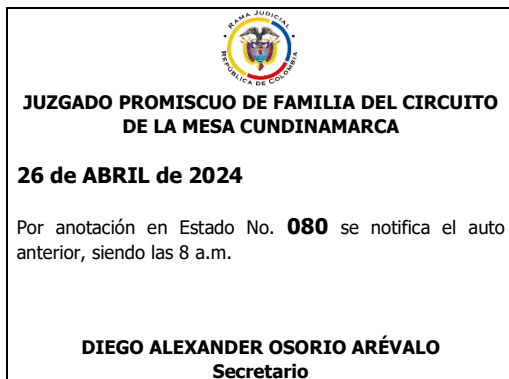 RAMA JUDICIAL
REPÚBLICA DE COLOMBIA
JUZGADO PROMISCUO DE FAMILIA DEL CIRCUITO
DE LA MESA CUNDINAMARCA
26 de ABRIL de 2024
Por anotación en Estado No. 080 se notifica el auto
anterior, siendo las 8 a.m.
DIEGO ALEXANDER OSORIO ARÉVALO
Secretario